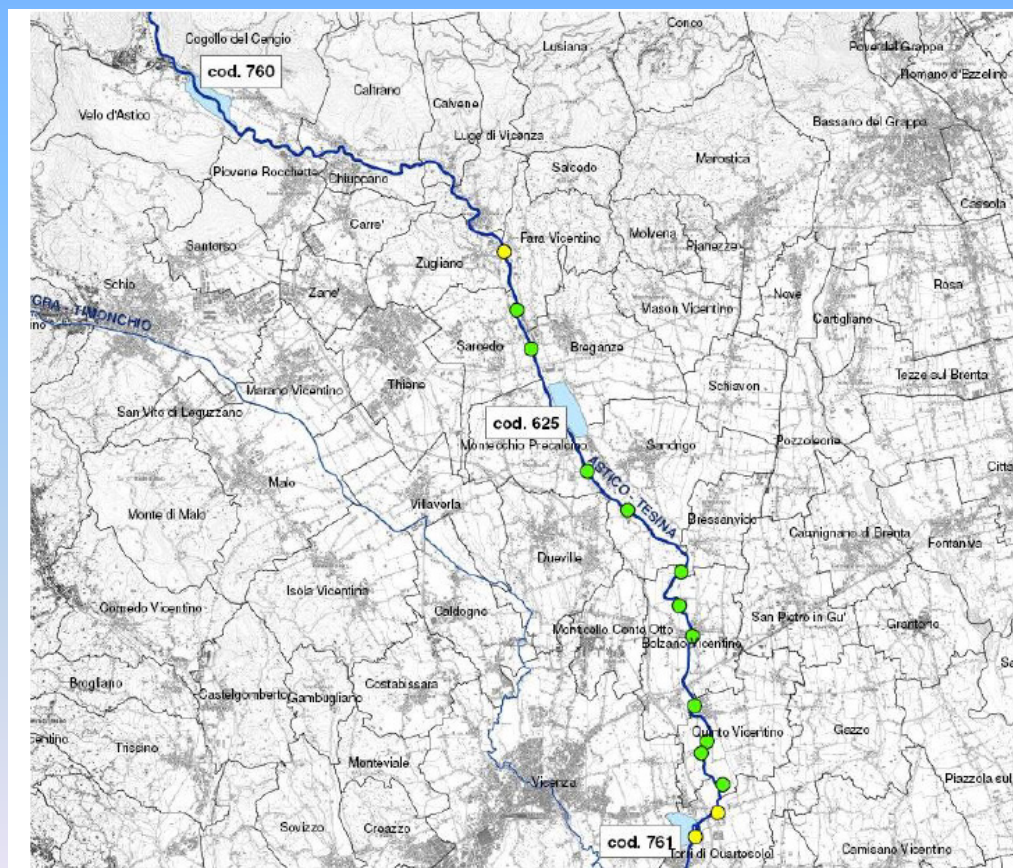 Cogollo del Cengio
Lusiana
Conco
Pove del Grappa
Romano d'Ezzelino
cod. 760
Caltrano
Calvene
Velo d'Astico
Lugo di Vicenza
Bassano del Grappa
Piovene Rocchette
Chiuppano
Salcedo
Marostica
Cassola
Carre'
Fara Vicentino
Molvena
Pianezze
Santorso
Zugliano
Schio
Zane'
Nove
Rosa
Mason Vicentino
Cartigliano
GRA - TIMONCHIO
Sarcedo
Breganze
Thiene
Marano Vicentino
Schiavon
Tezze sul Brenta
San Vito di Leguzzano
cod. 625
Montecchio Precalcino
Sandrigo
Pozzoleone
Malo
ASTICO - TESINA
Villaverla
Monte di Malo
Bressanvido
Carmignano di Brenta
Fontaniva
Dueville
Isola Vicentina
Cornedo Vicentino
Caldogno
San Pietro in Gu'
Grantorto
Monticello Conte Otto
Bolzano Vicentino
Brogliano
Castelgomberto
Gambugliano
Costabissara
Quinto Vicentino
Gazzo
Trissino
Monteviale
Vicenza
Piazzola sul
Sovizzo
Creazzo
cod. 761
Torri di Quartesolo
Camisano Vicentino